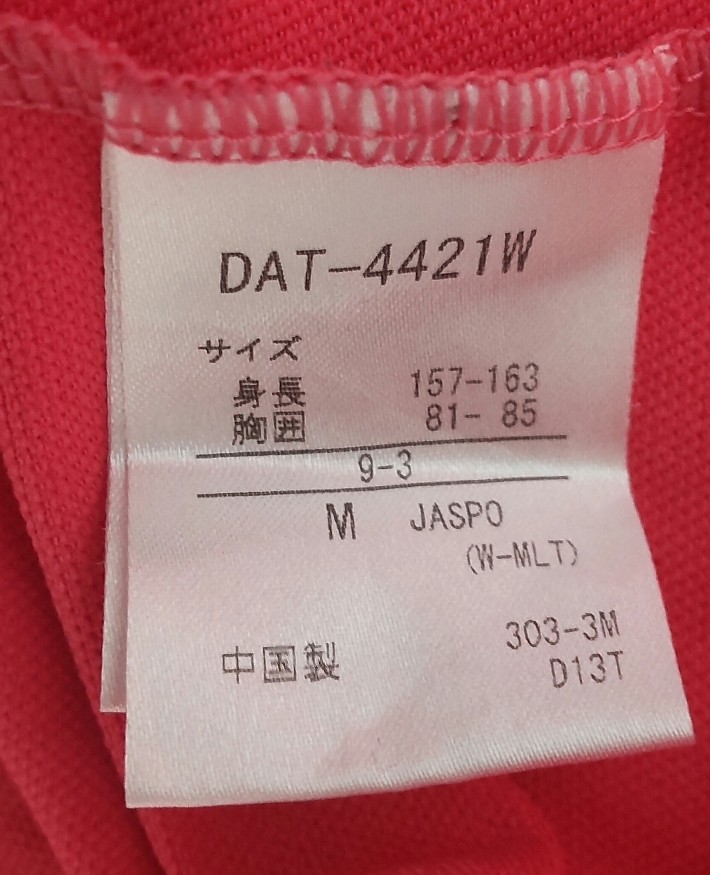 DAT-4421W
サイズ
身長 157-163
胸囲 81- 85
9-3
M JASPO
(W-MLT)
303-3M
中国製 D13T